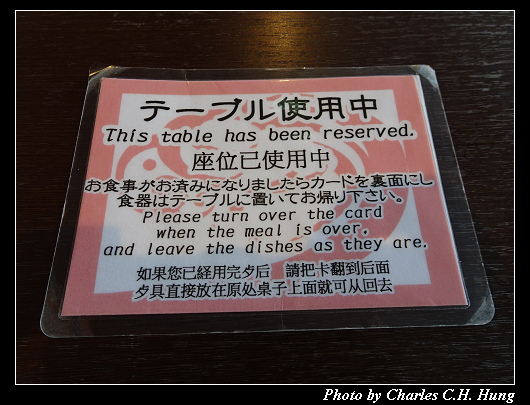 テーブル使用中
This table has been reserved.
座位已使用中
お食事がお済みになりましたらカードを裏面にし
食器はテーブルに置いてお帰り下さい。
Please turn over the card
when the meal is over,
and leave the dishes as they are.
如果您已経用完歺后　請把卡翻到后面
歺具直接放在原処桌子上面就可从回去
Photo by Charles C.H. Hung